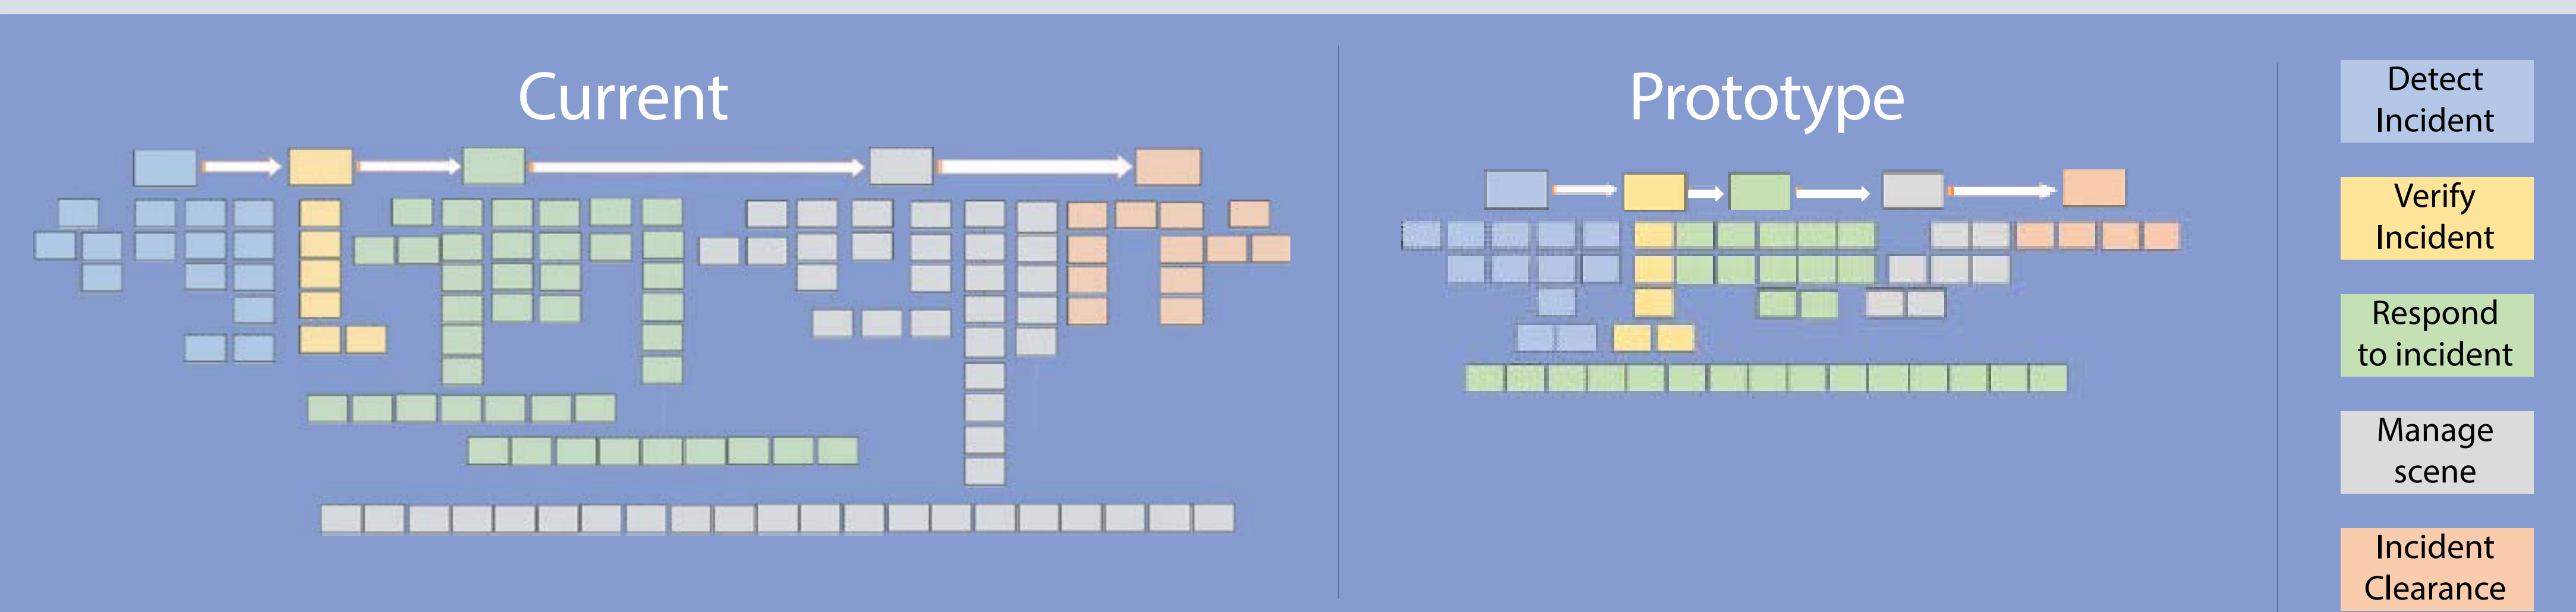 Current
Prototype
Detect
Incident
Verify
Incident
Respond
to incident
Manage
scene
Incident
Clearance